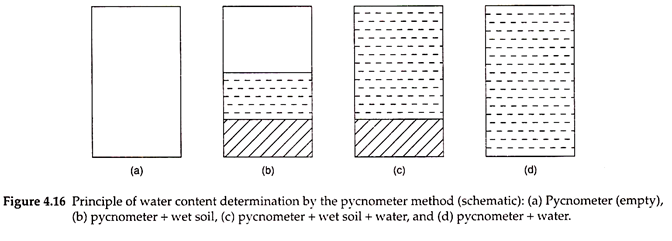 (a) (b) (c) (d)
Figure 4.16 Principle of water content determination by the pycnometer method (schematic): (a) Pycnometer (empty),
(b) pycnometer + wet soil, (c) pycnometer + wet soil + water, and (d) pycnometer + water.